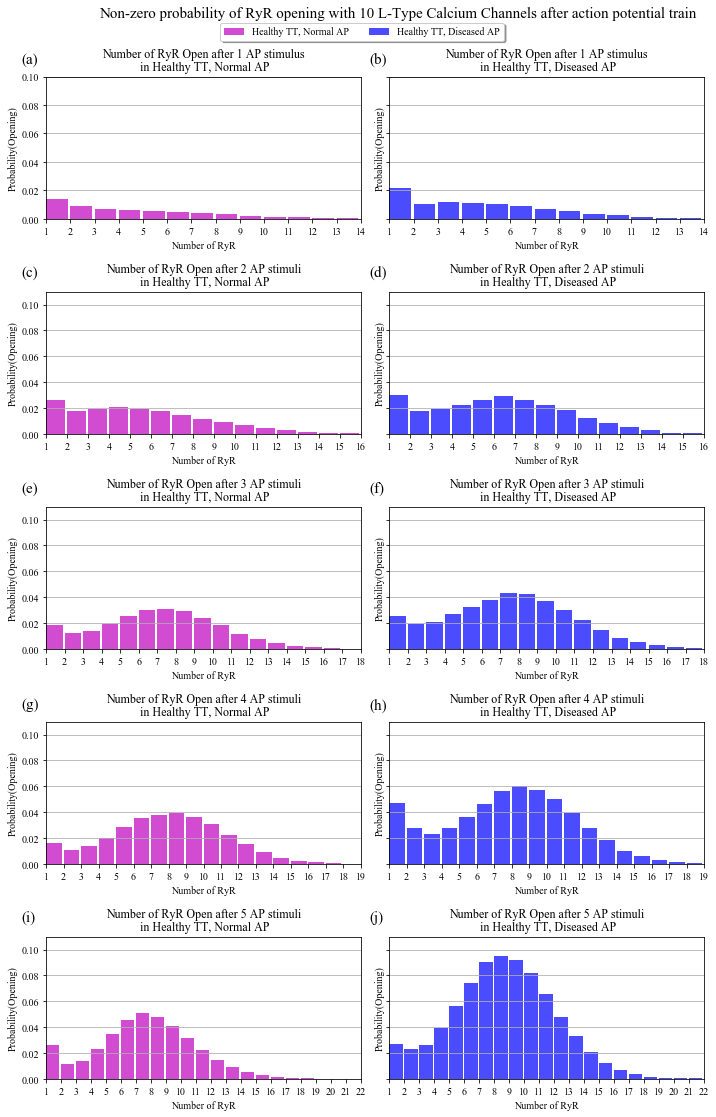 Non-zero probability of RyR opening with 10 L-Type Calcium Channels after action potential train
Healthy TT, Normal AP Healthy TT, Diseased AP
(a) Number of RyR Open after 1 AP stimulus
in Healthy TT, Normal AP
Probability(Opening)
0.10
0.08
0.06
0.04
0.02
0.00
1 2 3 4 5 6 7 8 9 10 11 12 13 14
Number of RyR
(b) Number of RyR Open after 1 AP stimulus
in Healthy TT, Diseased AP
Probability(Opening)
1 2 3 4 5 6 7 8 9 10 11 12 13 14
Number of RyR
(c) Number of RyR Open after 2 AP stimuli
in Healthy TT, Normal AP
Probability(Opening)
0.10
0.08
0.06
0.04
0.02
0.00
1 2 3 4 5 6 7 8 9 10 11 12 13 14 15 16
Number of RyR
(d) Number of RyR Open after 2 AP stimuli
in Healthy TT, Diseased AP
Probability(Opening)
1 2 3 4 5 6 7 8 9 10 11 12 13 14 15 16
Number of RyR
(e) Number of RyR Open after 3 AP stimuli
in Healthy TT, Normal AP
Probability(Opening)
0.10
0.08
0.06
0.04
0.02
0.00
1 2 3 4 5 6 7 8 9 10 11 12 13 14 15 16 17 18
Number of RyR
(f) Number of RyR Open after 3 AP stimuli
in Healthy TT, Diseased AP
Probability(Opening)
1 2 3 4 5 6 7 8 9 10 11 12 13 14 15 16 17 18
Number of RyR
(g) Number of RyR Open after 4 AP stimuli
in Healthy TT, Normal AP
Probability(Opening)
0.10
0.08
0.06
0.04
0.02
0.00
1 2 3 4 5 6 7 8 9 10 11 12 13 14 15 16 17 18 19
Number of RyR
(h) Number of RyR Open after 4 AP stimuli
in Healthy TT, Diseased AP
Probability(Opening)
1 2 3 4 5 6 7 8 9 10 11 12 13 14 15 16 17 18 19
Number of RyR
(i) Number of RyR Open after 5 AP stimuli
in Healthy TT, Normal AP
Probability(Opening)
0.10
0.08
0.06
0.04
0.02
0.00
1 2 3 4 5 6 7 8 9 10 11 12 13 14 15 16 17 18 19 20 21 22
Number of RyR
(j) Number of RyR Open after 5 AP stimuli
in Healthy TT, Diseased AP
Probability(Opening)
1 2 3 4 5 6 7 8 9 10 11 12 13 14 15 16 17 18 19 20 21 22
Number of RyR